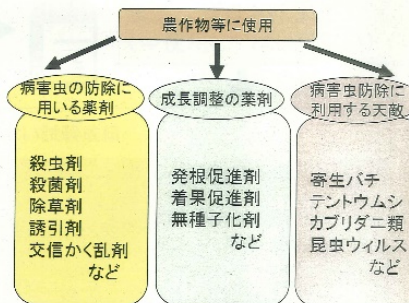 農作物等に使用
病害虫の防除に
用いる薬剤
殺虫剤
殺菌剤
除草剤
誘引剤
交信かく乱剤
など
成長調整の薬剤
発根促進剤
着果促進剤
無種子化剤
など
病害虫防除に
利用する天敵
寄生バチ
テントウムシ
カブリダニ類
昆虫ウィルス
など